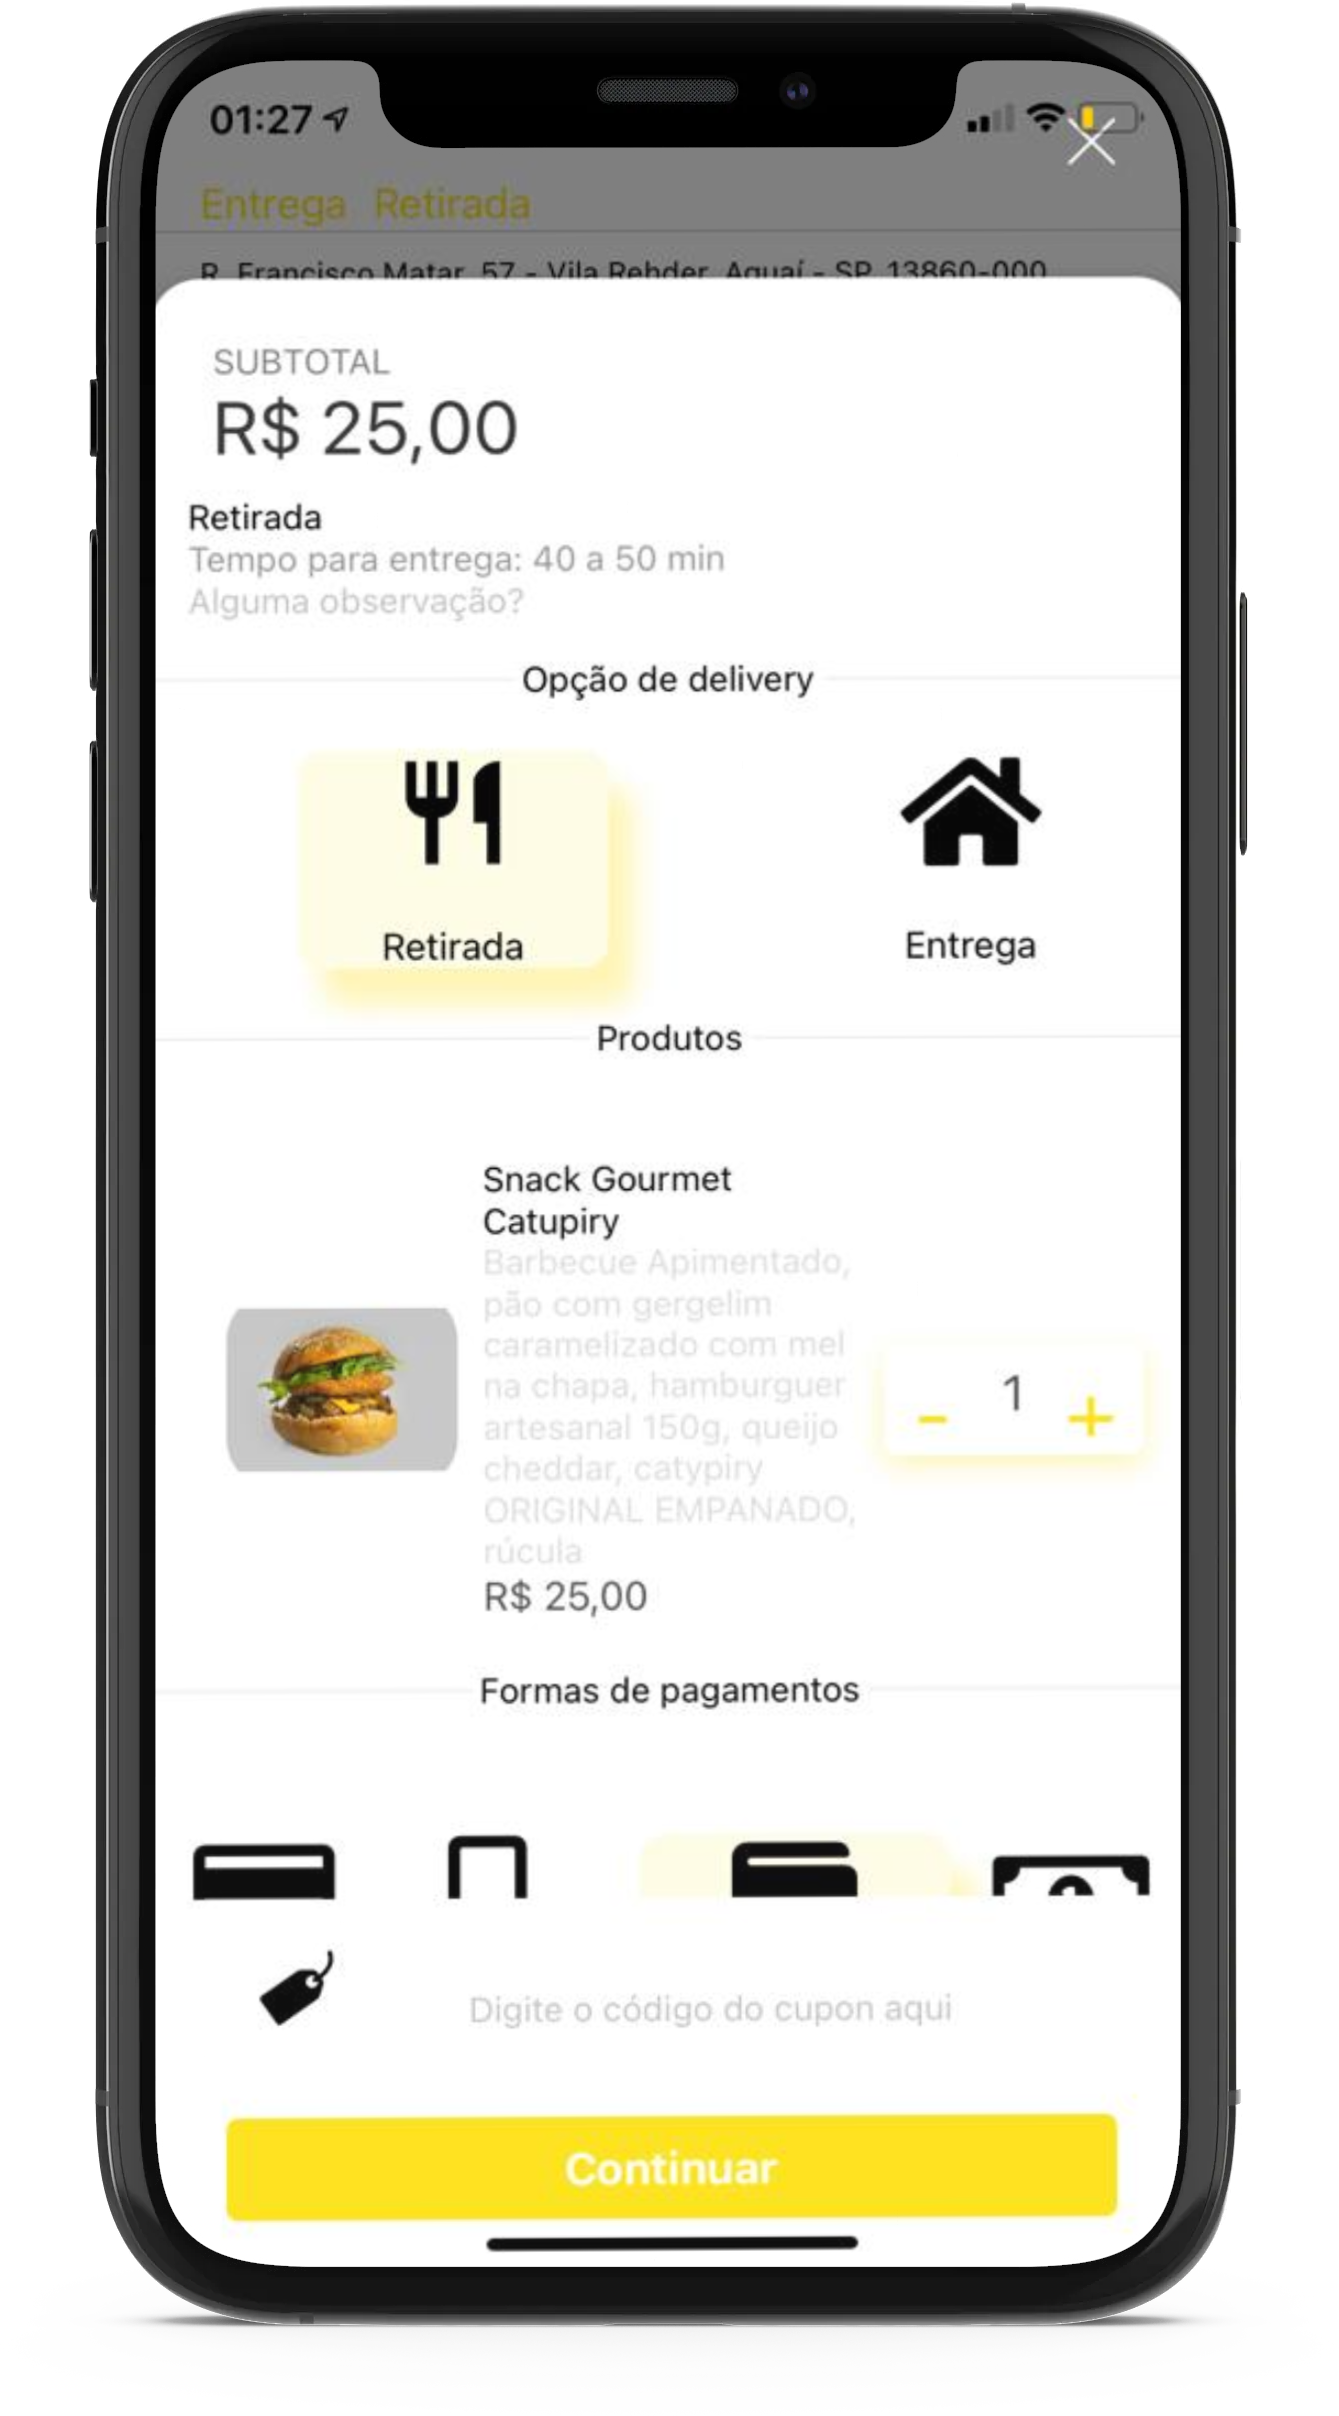 01:27
Entrega Retirada
R. Francisco Matar, 57 - Vila Rehder, Aguaí - SP, 13860-000
SUBTOTAL
R$ 25,00
Retirada
Tempo para entrega: 40 a 50 min
Alguma observação?
Opção de delivery
Retirada
Entrega
Produtos
Snack Gourmet
Catupiry
Barbecue Apimentado,
pão com gergelim
caramelizado com mel
na chapa, hamburguer
artesanal 150g, queijo
cheddar, catypiry
ORIGINAL EMPANADO,
rúcula
R$ 25,00
- 1 +
Formas de pagamentos
Digite o código do cupon aqui
Continuar